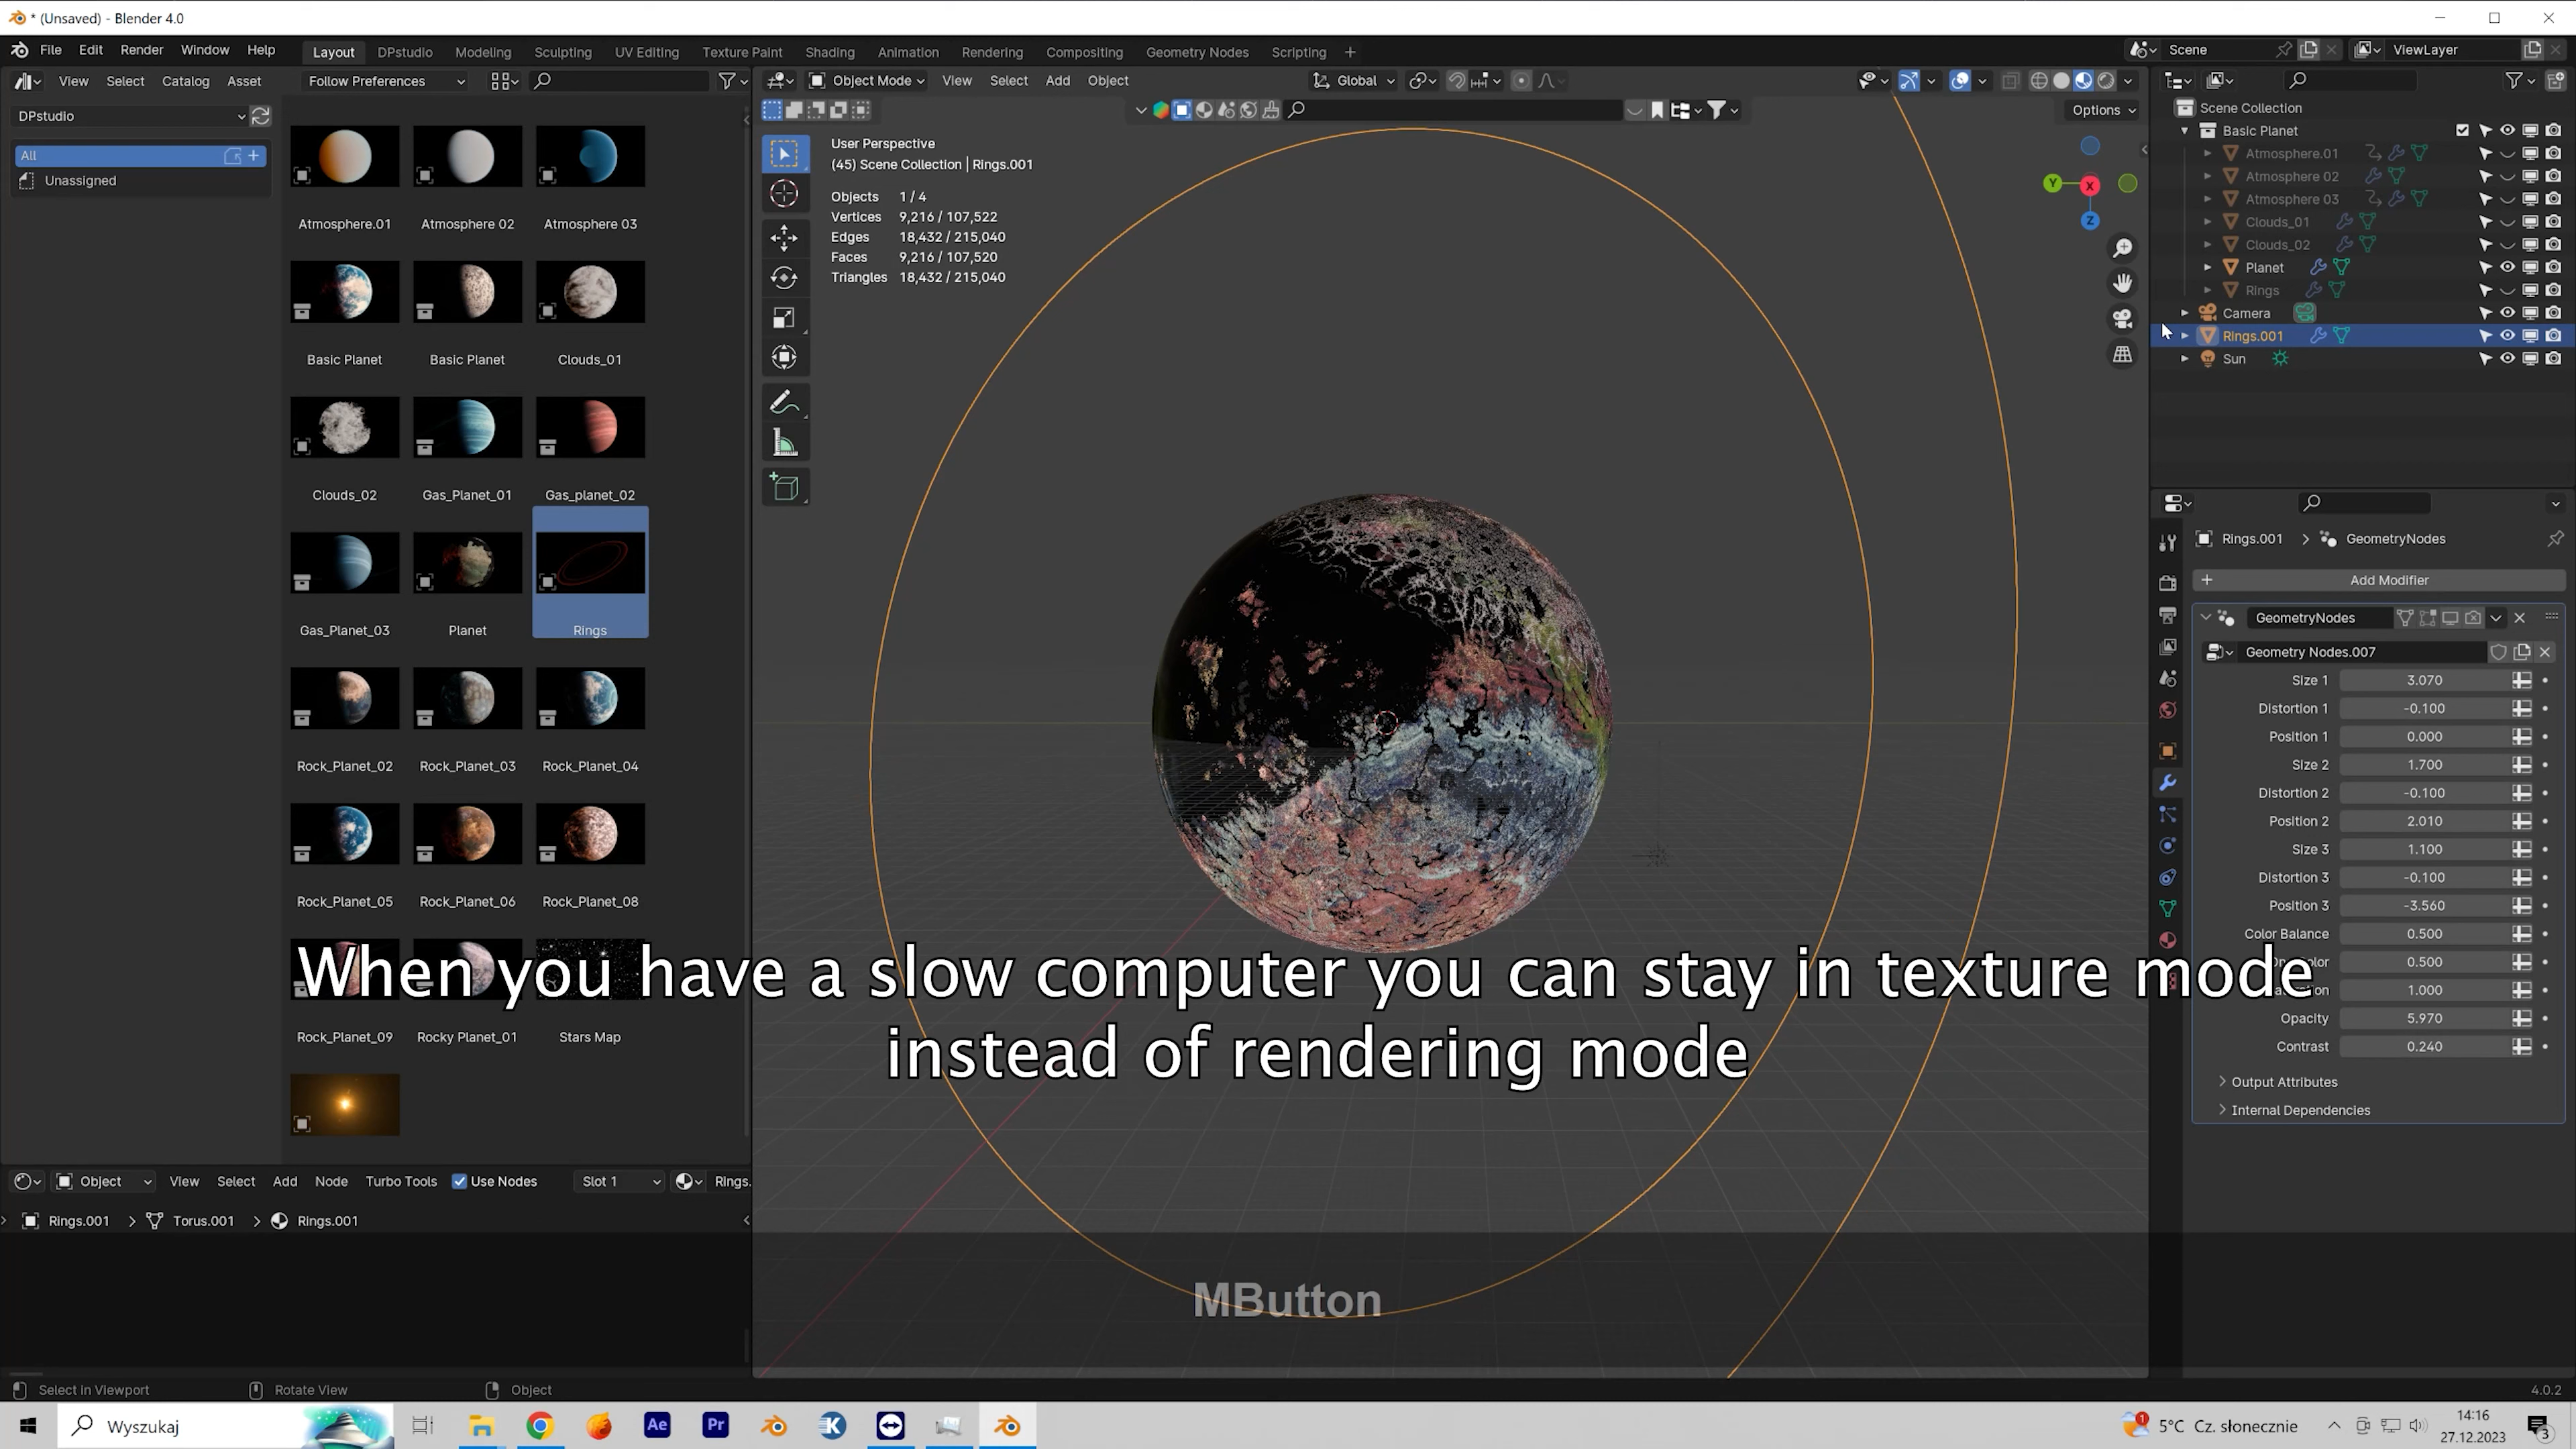 * (Unsaved) - Blender 4.0
File Edit Render Window Help Layout DPstudio Modeling Sculpting UV Editing Texture Paint Shading Animation Rendering Compositing Geometry Nodes Scripting + Scene ViewLayer
View Select Catalog Asset Follow Preferences
Object Mode View Select Add Object Global
Options
DPstudio
All
Unassigned
Atmosphere.01 Atmosphere 02 Atmosphere 03
Basic Planet Basic Planet Clouds_01
Clouds_02 Gas_Planet_01 Gas_planet_02
Gas_Planet_03 Planet Rings
Rock_Planet_02 Rock_Planet_03 Rock_Planet_04
Rock_Planet_05 Rock_Planet_06 Rock_Planet_08
Rock_Planet_09 Rocky Planet_01 Stars Map
User Perspective
(45) Scene Collection | Rings.001
Objects 1 / 4
Vertices 9,216 / 107,522
Edges 18,432 / 215,040
Faces 9,216 / 107,520
Triangles 18,432 / 215,040
Y X Z
Scene Collection
Basic Planet
Atmosphere.01
Atmosphere 02
Atmosphere 03
Clouds_01
Clouds_02
Planet
Rings
Camera
Rings.001
Sun
Rings.001 > GeometryNodes
+ Add Modifier
GeometryNodes
Geometry Nodes.007
Size 1 3.070
Distortion 1 -0.100
Position 1 0.000
Size 2 1.700
Distortion 2 -0.100
Position 2 2.010
Size 3 1.100
Distortion 3 -0.100
Position 3 -3.560
Color Balance 0.500
0.500
1.000
Opacity 5.970
Contrast 0.240
Output Attributes
Internal Dependencies
When you have a slow computer you can stay in texture mode
instead of rendering mode
MButton
Object View Select Add Node Turbo Tools Use Nodes Slot 1 Rings.
Rings.001 > Torus.001 > Rings.001
Select in Viewport Rotate View Object 4.0.2
Wyszukaj Ae Pr K 1 5°C Cz. słonecznie 14:16
27.12.2023 3